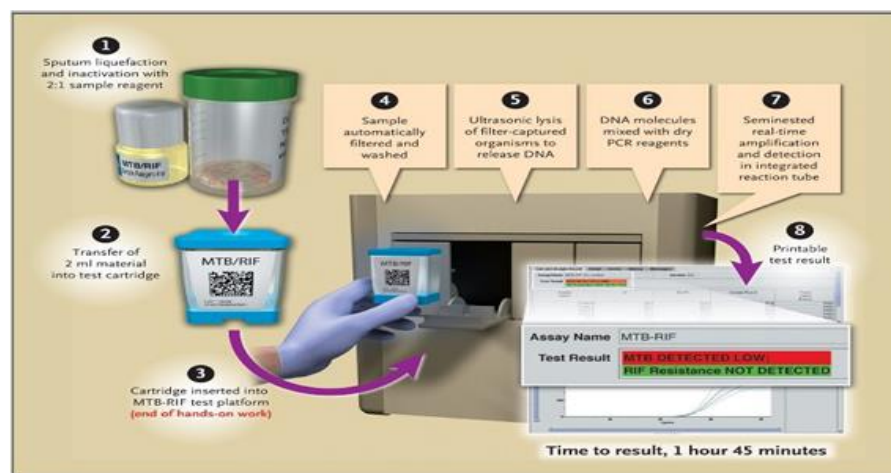 1
Sputum liquefaction
and inactivation with
2:1 sample reagent
MTB/RIF
2
Transfer of
2 ml material
into test cartridge
MTB/RIF
3
Cartridge inserted into
MTB-RIF test platform
(end of hands-on work)
4
Sample
automatically
filtered and
washed
MTB/RIF
5
Ultrasonic lysis
of filter-captured
organisms to
release DNA
6
DNA molecules
mixed with dry
PCR reagents
7
Seminested
real-time
amplification
and detection
in integrated
reaction tube
8
Printable
test result
Assay Name MTB-RIF
Test Result MTB DETECTED LOW;
RIF Resistance NOT DETECTED
Time to result, 1 hour 45 minutes